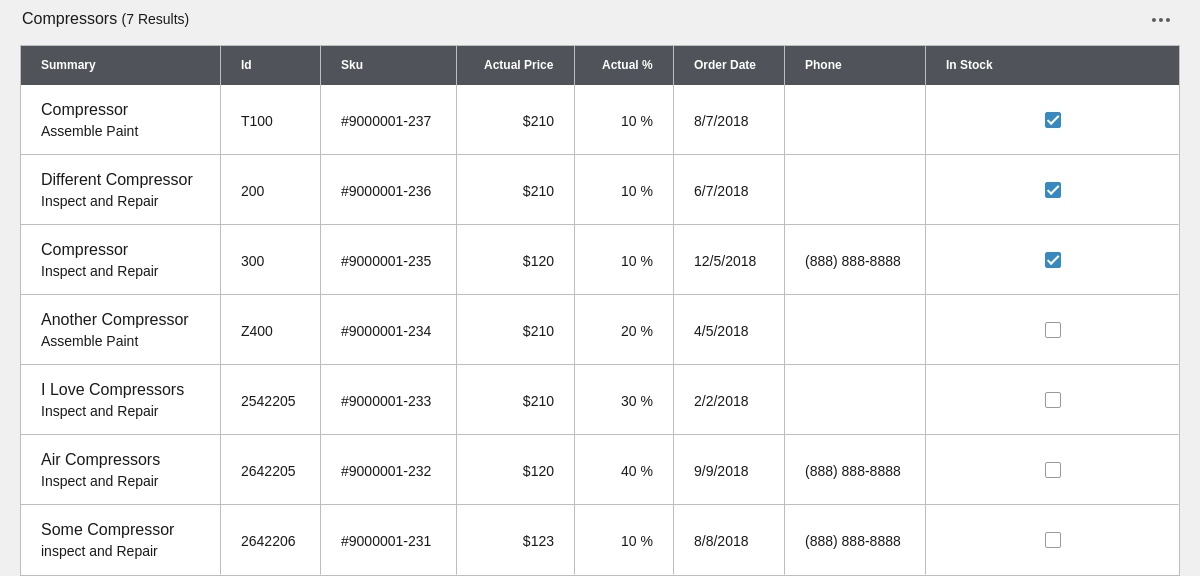 Compressors (7 Results)
Summary Id Sku Actual Price Actual % Order Date Phone In Stock
Compressor
Assemble Paint
T100 #9000001-237 $210 10 % 8/7/2018
Different Compressor
Inspect and Repair
200 #9000001-236 $210 10 % 6/7/2018
Compressor
Inspect and Repair
300 #9000001-235 $120 10 % 12/5/2018 (888) 888-8888
Another Compressor
Assemble Paint
Z400 #9000001-234 $210 20 % 4/5/2018
I Love Compressors
Inspect and Repair
2542205 #9000001-233 $210 30 % 2/2/2018
Air Compressors
Inspect and Repair
2642205 #9000001-232 $120 40 % 9/9/2018 (888) 888-8888
Some Compressor
inspect and Repair
2642206 #9000001-231 $123 10 % 8/8/2018 (888) 888-8888